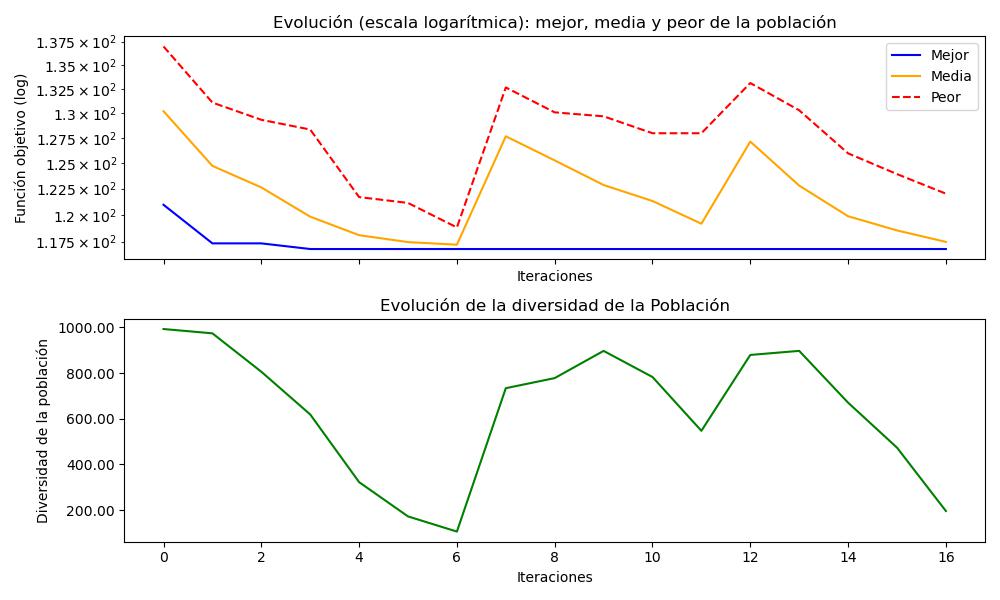 Evolución (escala logarítmica): mejor, media y peor de la población
Función objetivo (log)
1.375 × 10²
1.35 × 10²
1.325 × 10²
1.3 × 10²
1.275 × 10²
1.25 × 10²
1.225 × 10²
1.2 × 10²
1.175 × 10²
Mejor
Media
Peor
Iteraciones
Evolución de la diversidad de la Población
Diversidad de la población
1000.00
800.00
600.00
400.00
200.00
0 2 4 6 8 10 12 14 16
Iteraciones